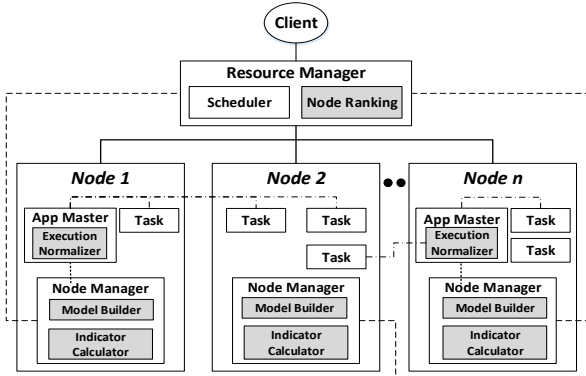 Client
Resource Manager
Scheduler
Node Ranking
Node 1
App Master
Execution
Normalizer
Task
Node Manager
Model Builder
Indicator
Calculator
Node 2
Task
Task
Task
Node Manager
Model Builder
Indicator
Calculator
Node n
App Master
Execution
Normalizer
Task
Task
Node Manager
Model Builder
Indicator
Calculator